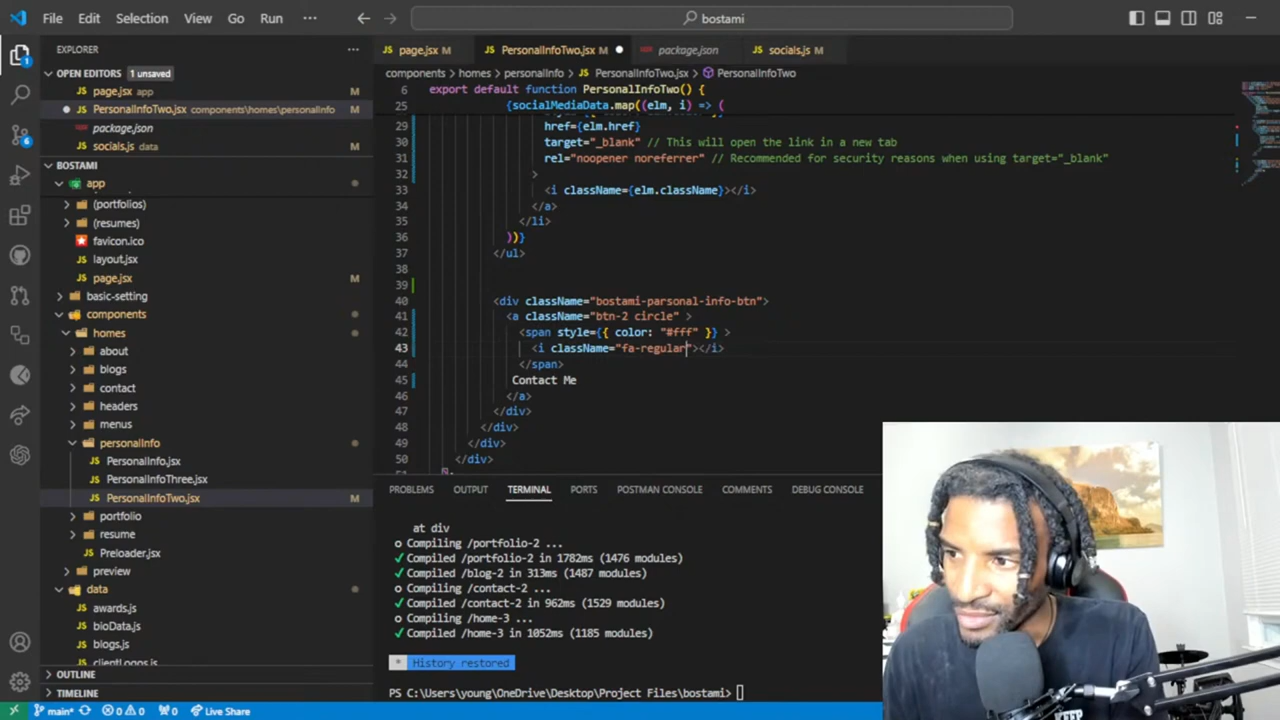 File Edit Selection View Go Run ··· bostami
EXPLORER ···
page.jsx M PersonalInfoTwo.jsx M package.json socials.js M
OPEN EDITORS 1 unsaved
page.jsx app M
PersonalInfoTwo.jsx components\homes\personalInfo M
package.json
socials.js data M
BOSTAMI
app
(portfolios)
(resumes)
favicon.ico
layout.jsx
page.jsx M
basic-setting
components
homes
about
blogs
contact
headers
menus
personalInfo
PersonalInfo.jsx
PersonalInfoThree.jsx
PersonalInfoTwo.jsx M
portfolio
resume
Preloader.jsx
preview
data
awards.js
bioData.js
blogs.js
clientLogos.js
OUTLINE
TIMELINE
components > homes > personalInfo > PersonalInfoTwo.jsx > PersonalInfoTwo
6 export default function PersonalInfoTwo() {
25 {socialMediaData.map((elm, i) => (
29 href={elm.href}
30 target="_blank" // This will open the link in a new tab
31 rel="noopener noreferrer" // Recommended for security reasons when using target="_blank"
32 >
33 <i className={elm.className}></i>
34 </a>
35 </li>
36 ))}
37 </ul>
38
39
40 <div className="bostami-parsonal-info-btn">
41 <a className="btn-2 circle" >
42 <span style={{ color: "#fff" }} >
43 <i className="fa-regular"></i>
44 </span>
45 Contact Me
46 </a>
47 </div>
48 </div>
49 </div>
50 </div>
PROBLEMS OUTPUT TERMINAL PORTS POSTMAN CONSOLE COMMENTS DEBUG CONSOLE
at div
○ Compiling /portfolio-2 ...
✓ Compiled /portfolio-2 in 1782ms (1476 modules)
✓ Compiled /blog-2 in 313ms (1487 modules)
○ Compiling /contact-2 ...
✓ Compiled /contact-2 in 962ms (1529 modules)
○ Compiling /home-3 ...
✓ Compiled /home-3 in 1052ms (1185 modules)
* History restored
PS C:\Users\young\OneDrive\Desktop\Project Files\bostami>
main* 0 0 0 Live Share